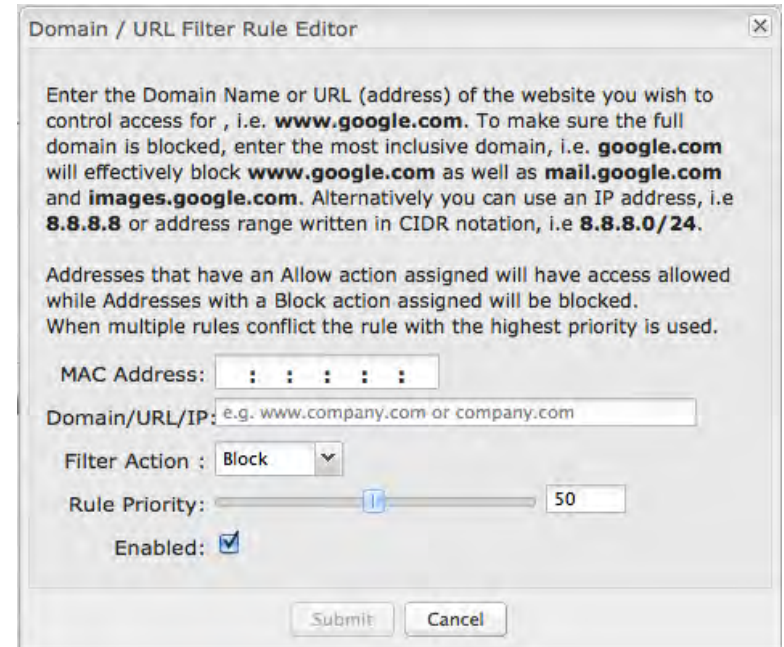 Domain / URL Filter Rule Editor
Enter the Domain Name or URL (address) of the website you wish to
control access for , i.e. www.google.com. To make sure the full
domain is blocked, enter the most inclusive domain, i.e. google.com
will effectively block www.google.com as well as mail.google.com
and images.google.com. Alternatively you can use an IP address, i.e
8.8.8.8 or address range written in CIDR notation, i.e 8.8.8.0/24.
Addresses that have an Allow action assigned will have access allowed
while Addresses with a Block action assigned will be blocked.
When multiple rules conflict the rule with the highest priority is used.
MAC Address: : : : : :
Domain/URL/IP: e.g. www.company.com or company.com
Filter Action : Block
Rule Priority: 50
Enabled:
Submit Cancel